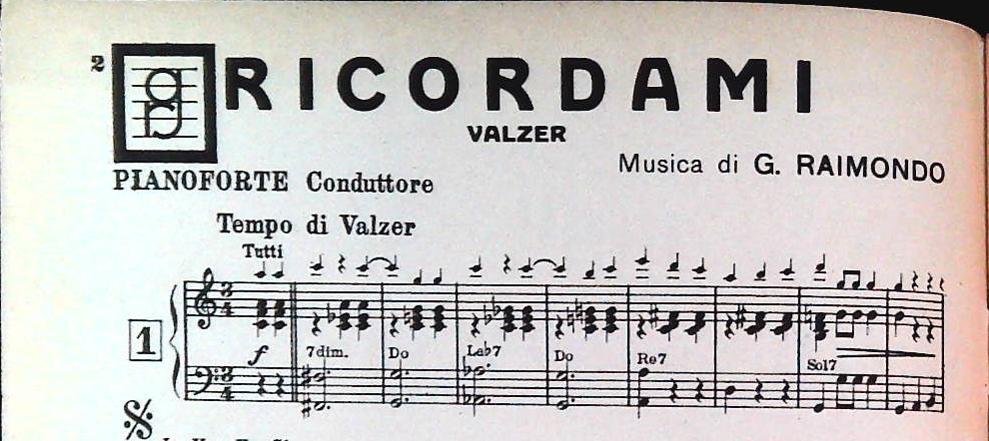 2
RICORDAMI
VALZER
Musica di G. RAIMONDO
PIANOFORTE Conduttore
Tempo di Valzer
Tutti
1
f
7dim. Do Lab7 Do Re7 Sol7